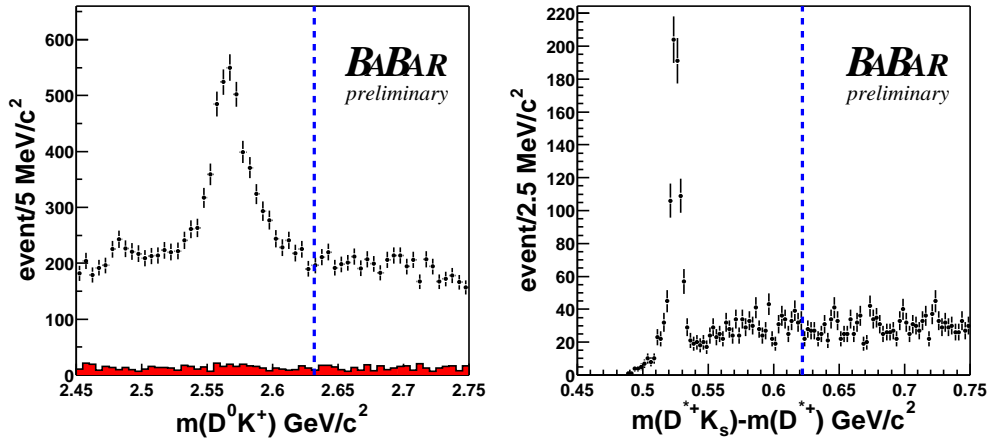 event/5 MeV/c²
600
500
400
300
200
100
0
BABAR
preliminary
2.45 2.5 2.55 2.6 2.65 2.7 2.75
m(D⁰K⁺) GeV/c²
event/2.5 MeV/c²
220
200
180
160
140
120
100
80
60
40
20
0
BABAR
preliminary
0.45 0.5 0.55 0.6 0.65 0.7 0.75
m(D*⁺Kₛ)-m(D*⁺) GeV/c²